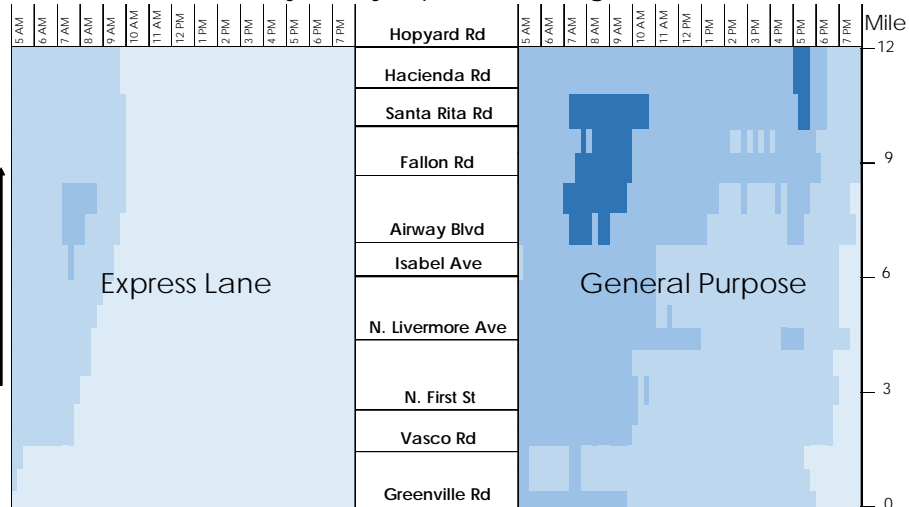 5 AM 6 AM 7 AM 8 AM 9 AM 10 AM 11 AM 12 PM 1 PM 2 PM 3 PM 4 PM 5 PM 6 PM 7 PM
5 AM 6 AM 7 AM 8 AM 9 AM 10 AM 11 AM 12 PM 1 PM 2 PM 3 PM 4 PM 5 PM 6 PM 7 PM
Mile
Hopyard Rd
12
Hacienda Rd
Santa Rita Rd
Fallon Rd
9
Airway Blvd
Isabel Ave
6
Express Lane
General Purpose
N. Livermore Ave
N. First St
3
Vasco Rd
Greenville Rd
0